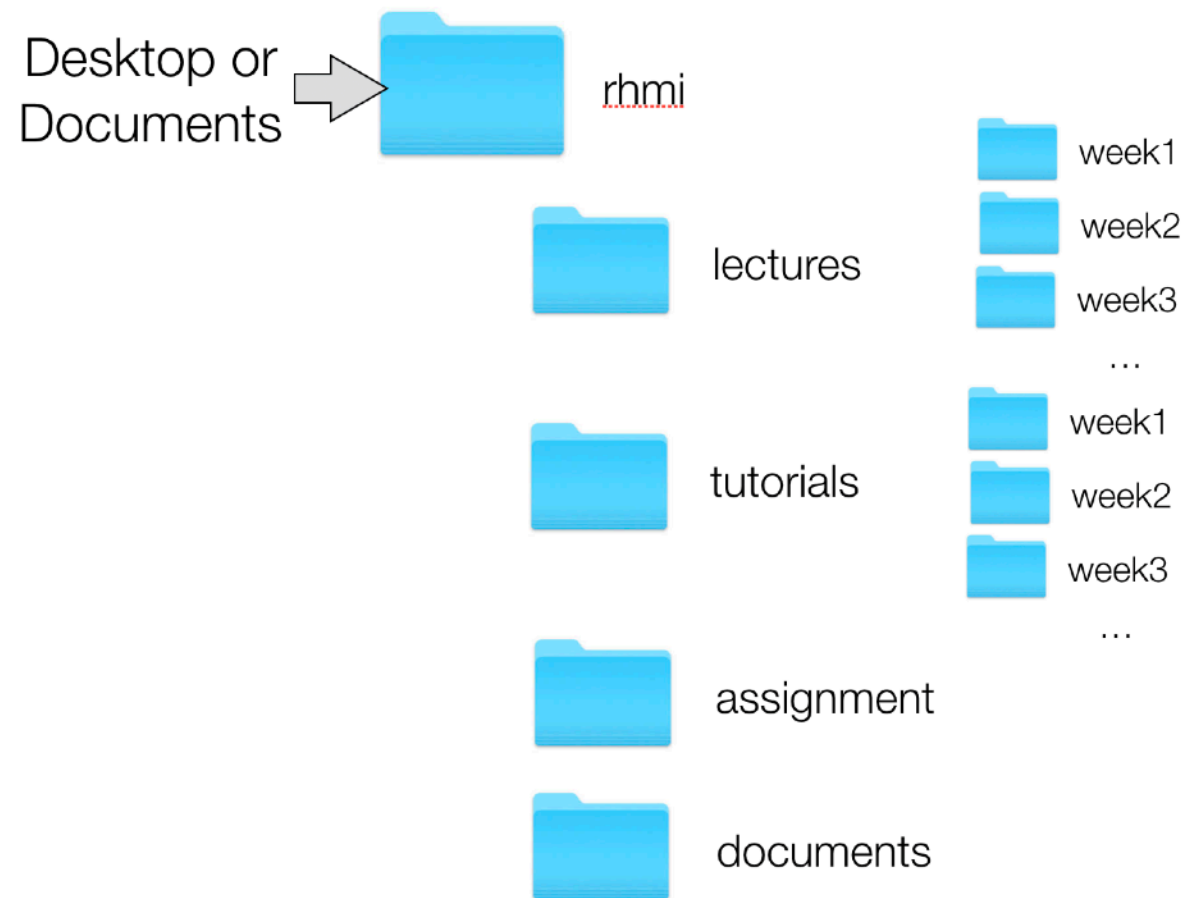 Desktop or
Documents
rhmi
lectures
week1
week2
week3
...
tutorials
week1
week2
week3
...
assignment
documents